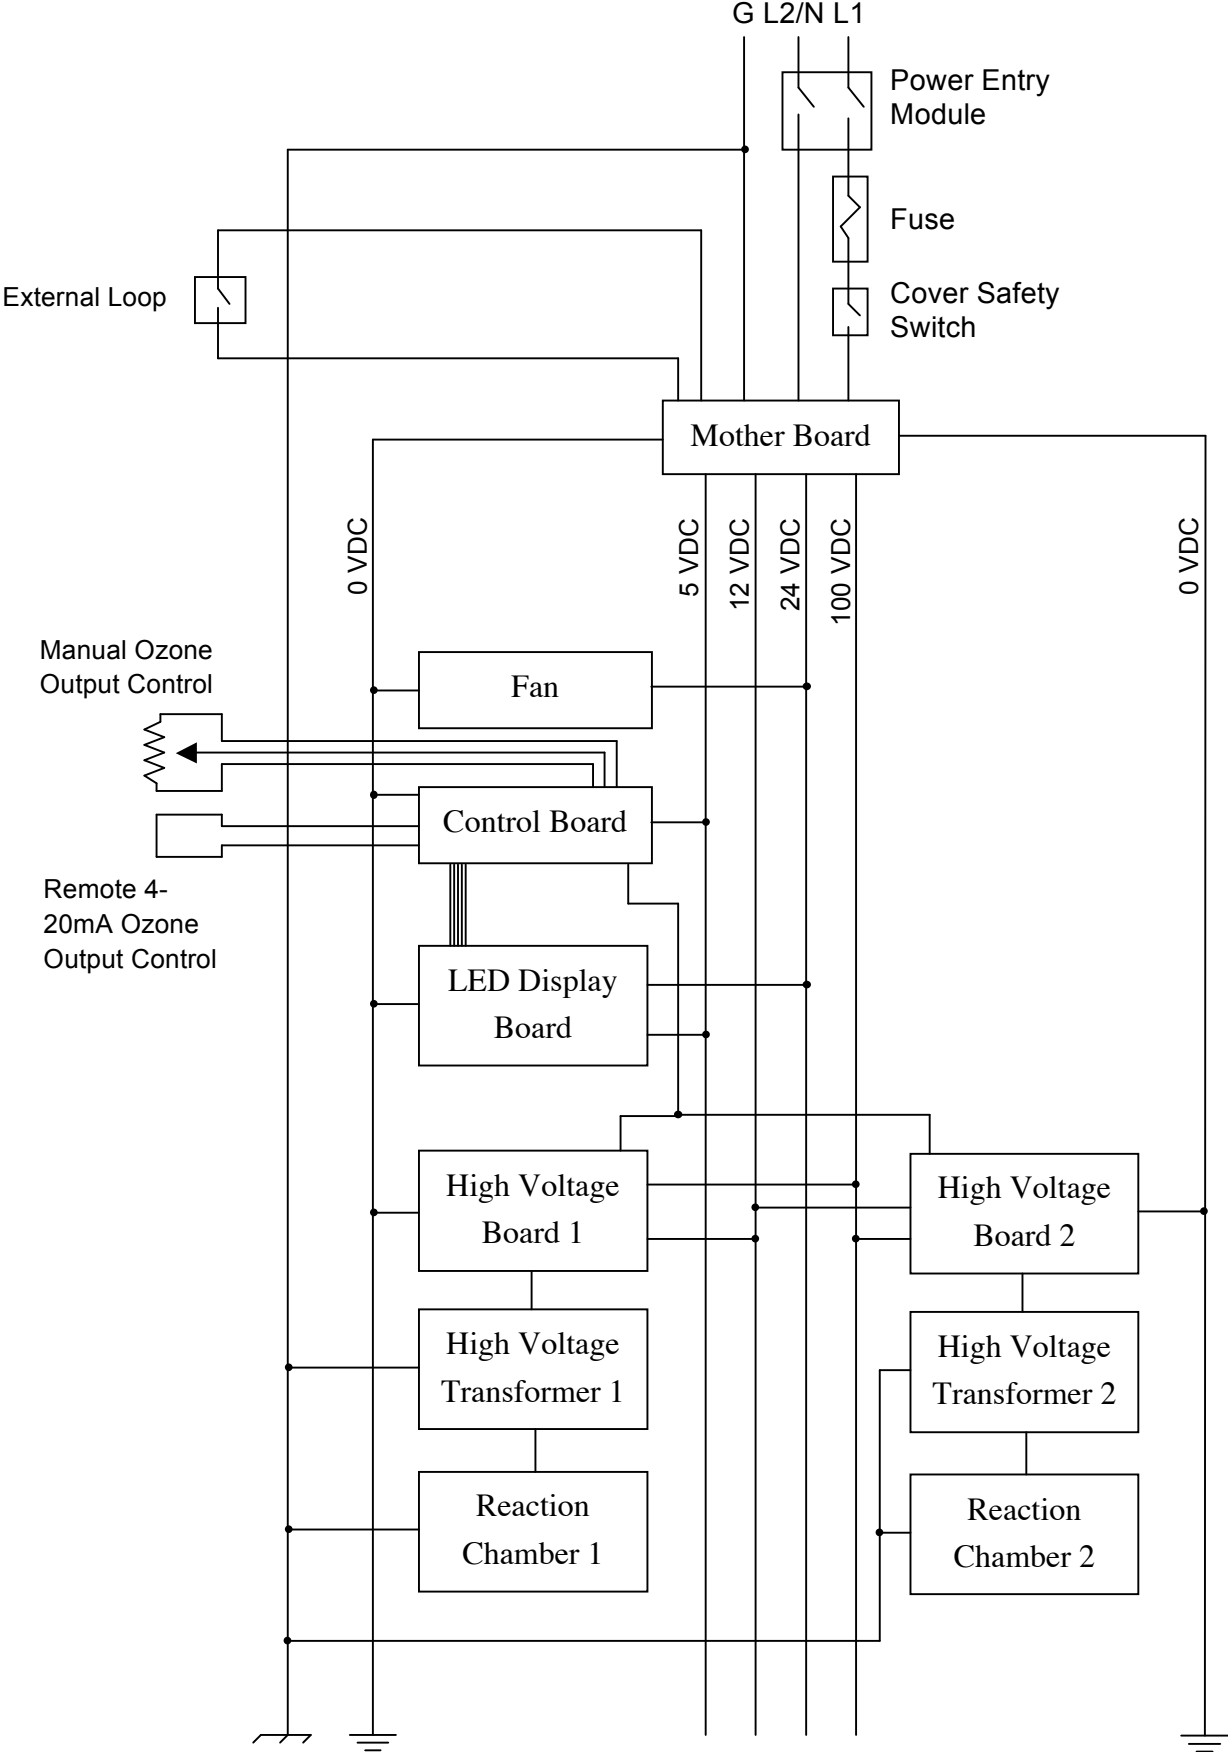 G L2/N L1
Power Entry
Module
Fuse
External Loop
Cover Safety
Switch
Mother Board
0 VDC
5 VDC
12 VDC
24 VDC
100 VDC
0 VDC
Manual Ozone
Output Control
Fan
Control Board
Remote 4-
20mA Ozone
Output Control
LED Display
Board
High Voltage
Board 1
High Voltage
Board 2
High Voltage
Transformer 1
High Voltage
Transformer 2
Reaction
Chamber 1
Reaction
Chamber 2